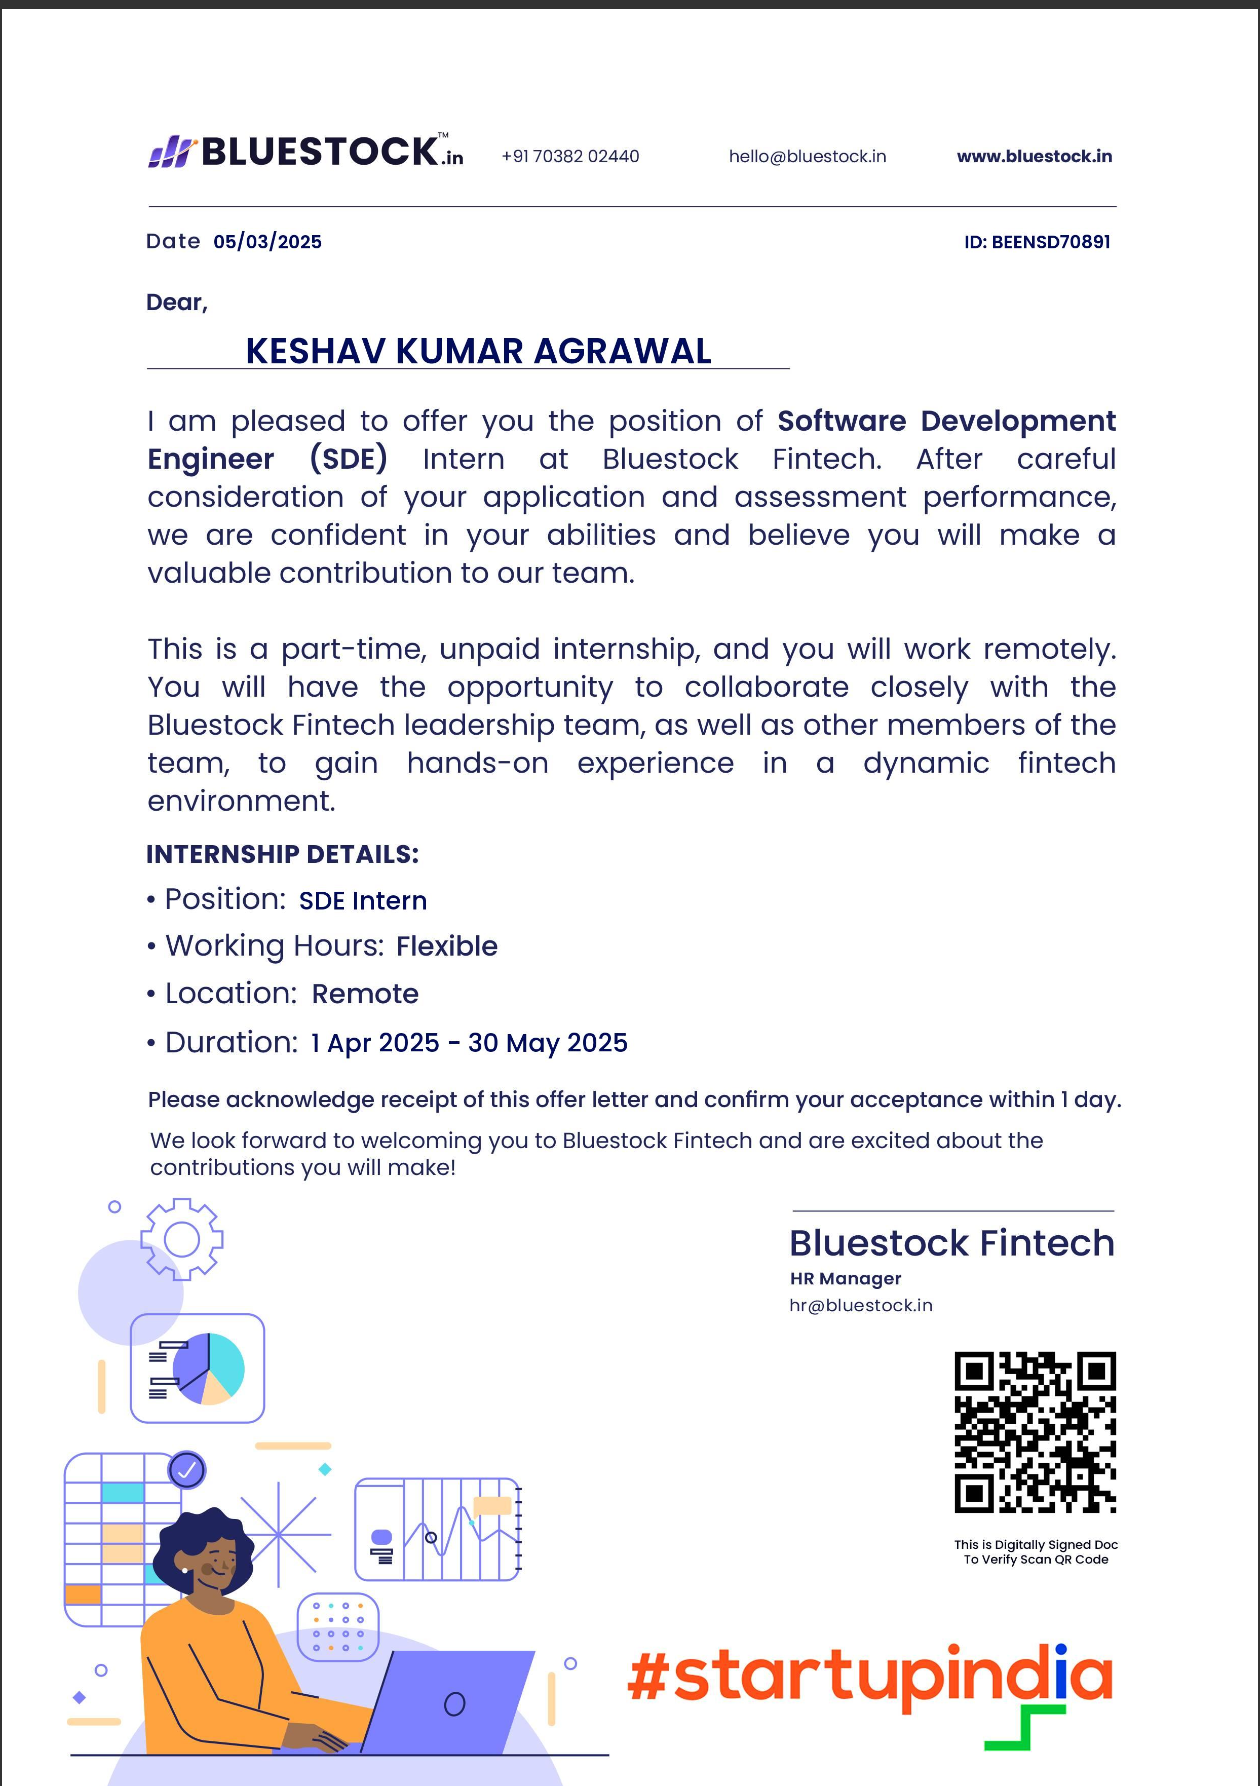 BLUESTOCK.in™ +91 70382 02440 hello@bluestock.in www.bluestock.in
Date 05/03/2025 ID: BEENSD70891
Dear,
KESHAV KUMAR AGRAWAL
I am pleased to offer you the position of Software Development
Engineer (SDE) Intern at Bluestock Fintech. After careful
consideration of your application and assessment performance,
we are confident in your abilities and believe you will make a
valuable contribution to our team.
This is a part-time, unpaid internship, and you will work remotely.
You will have the opportunity to collaborate closely with the
Bluestock Fintech leadership team, as well as other members of the
team, to gain hands-on experience in a dynamic fintech
environment.
INTERNSHIP DETAILS:
• Position: SDE Intern
• Working Hours: Flexible
• Location: Remote
• Duration: 1 Apr 2025 - 30 May 2025
Please acknowledge receipt of this offer letter and confirm your acceptance within 1 day.
We look forward to welcoming you to Bluestock Fintech and are excited about the
contributions you will make!
Bluestock Fintech
HR Manager
hr@bluestock.in
This is Digitally Signed Doc
To Verify Scan QR Code
#startupindia